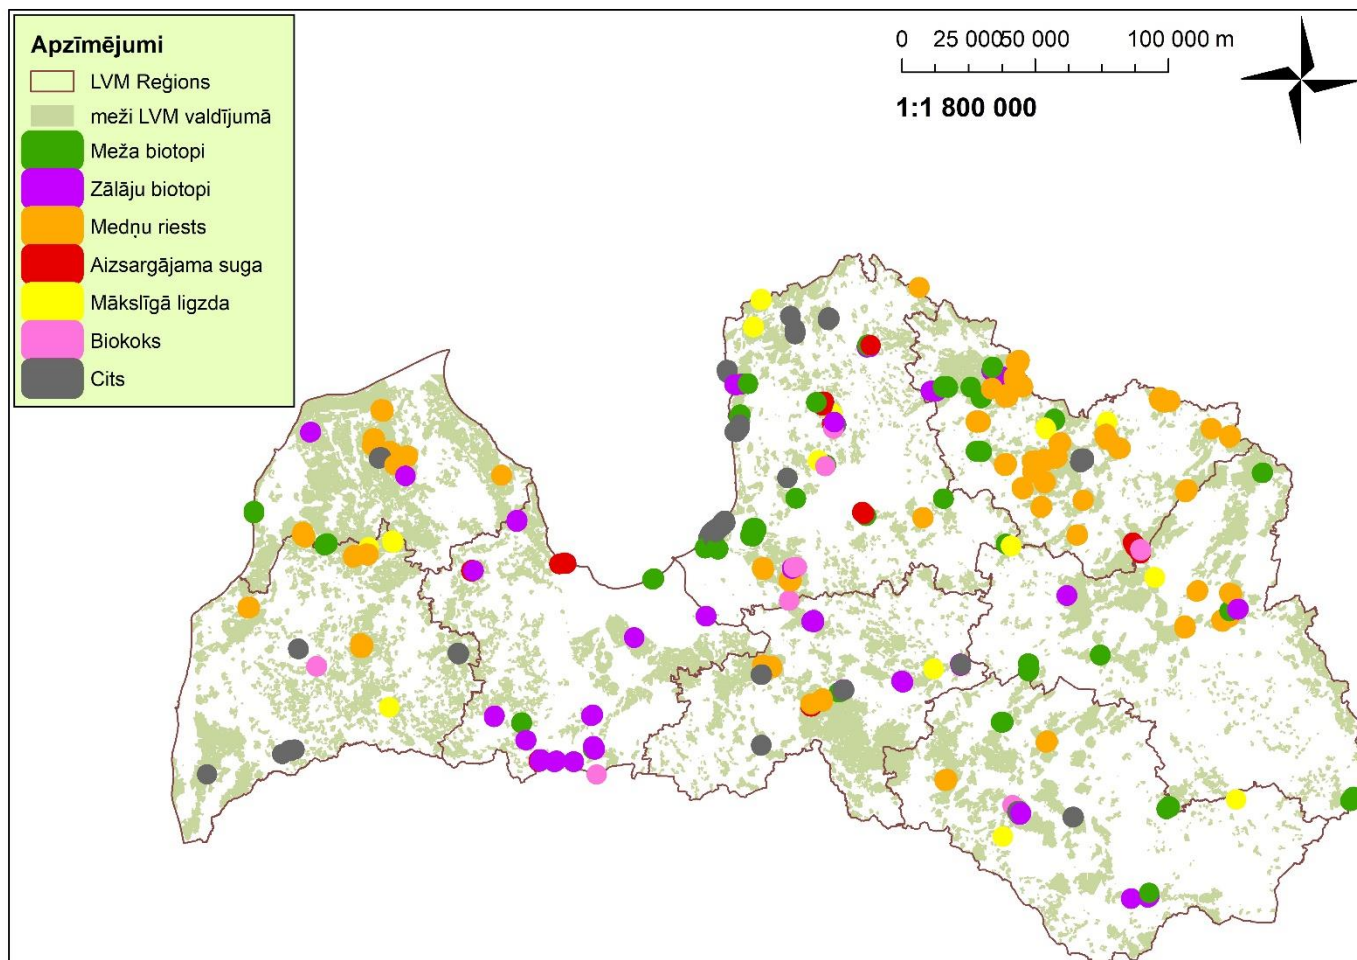 Apzīmējumi
LVM Reģions
meži LVM valdījumā
Meža biotopi
Zālāju biotopi
Medņu riests
Aizsargājama suga
Mākslīgā ligzda
Biokoks
Cits
0 25 000 50 000 100 000 m
1:1 800 000